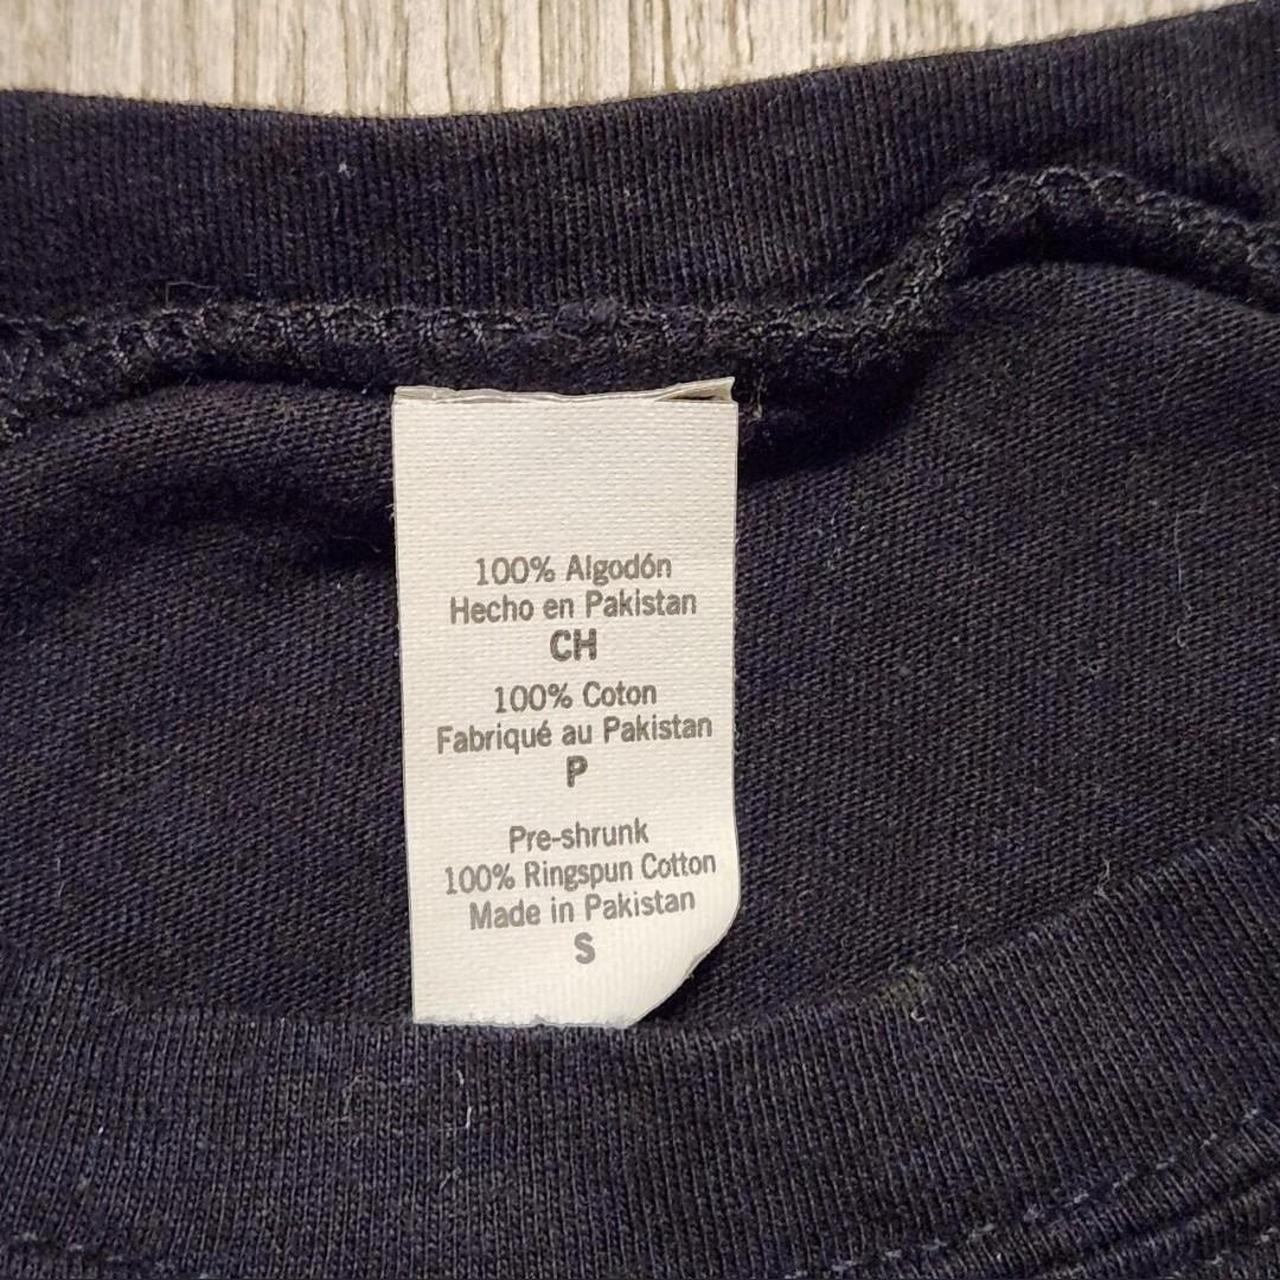 100% Algodón
Hecho en Pakistan
CH
100% Coton
Fabriqué au Pakistan
P
Pre-shrunk
100% Ringspun Cotton
Made in Pakistan
S